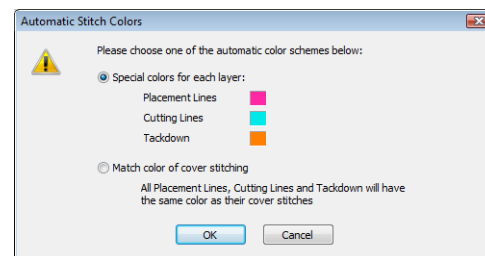 Automatic Stitch Colors
Please choose one of the automatic color schemes below:
Special colors for each layer:
Placement Lines
Cutting Lines
Tackdown
Match color of cover stitching
All Placement Lines, Cutting Lines and Tackdown will have
the same color as their cover stitches
OK
Cancel